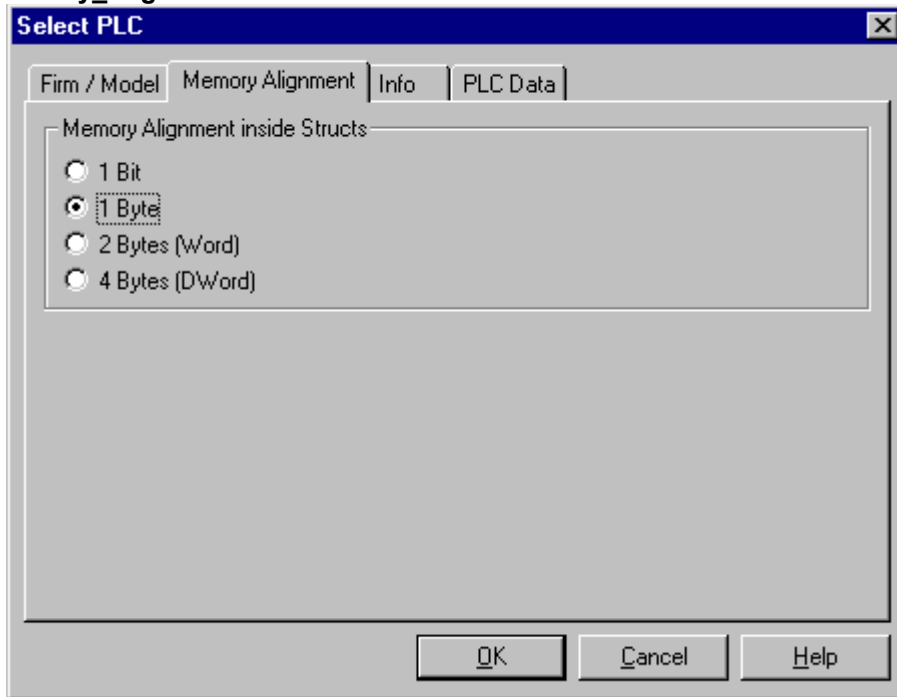 Select PLC
Firm / Model Memory Alignment Info PLC Data
Memory Alignment inside Structs
1 Bit
1 Byte
2 Bytes (Word)
4 Bytes (DWord)
OK Cancel Help